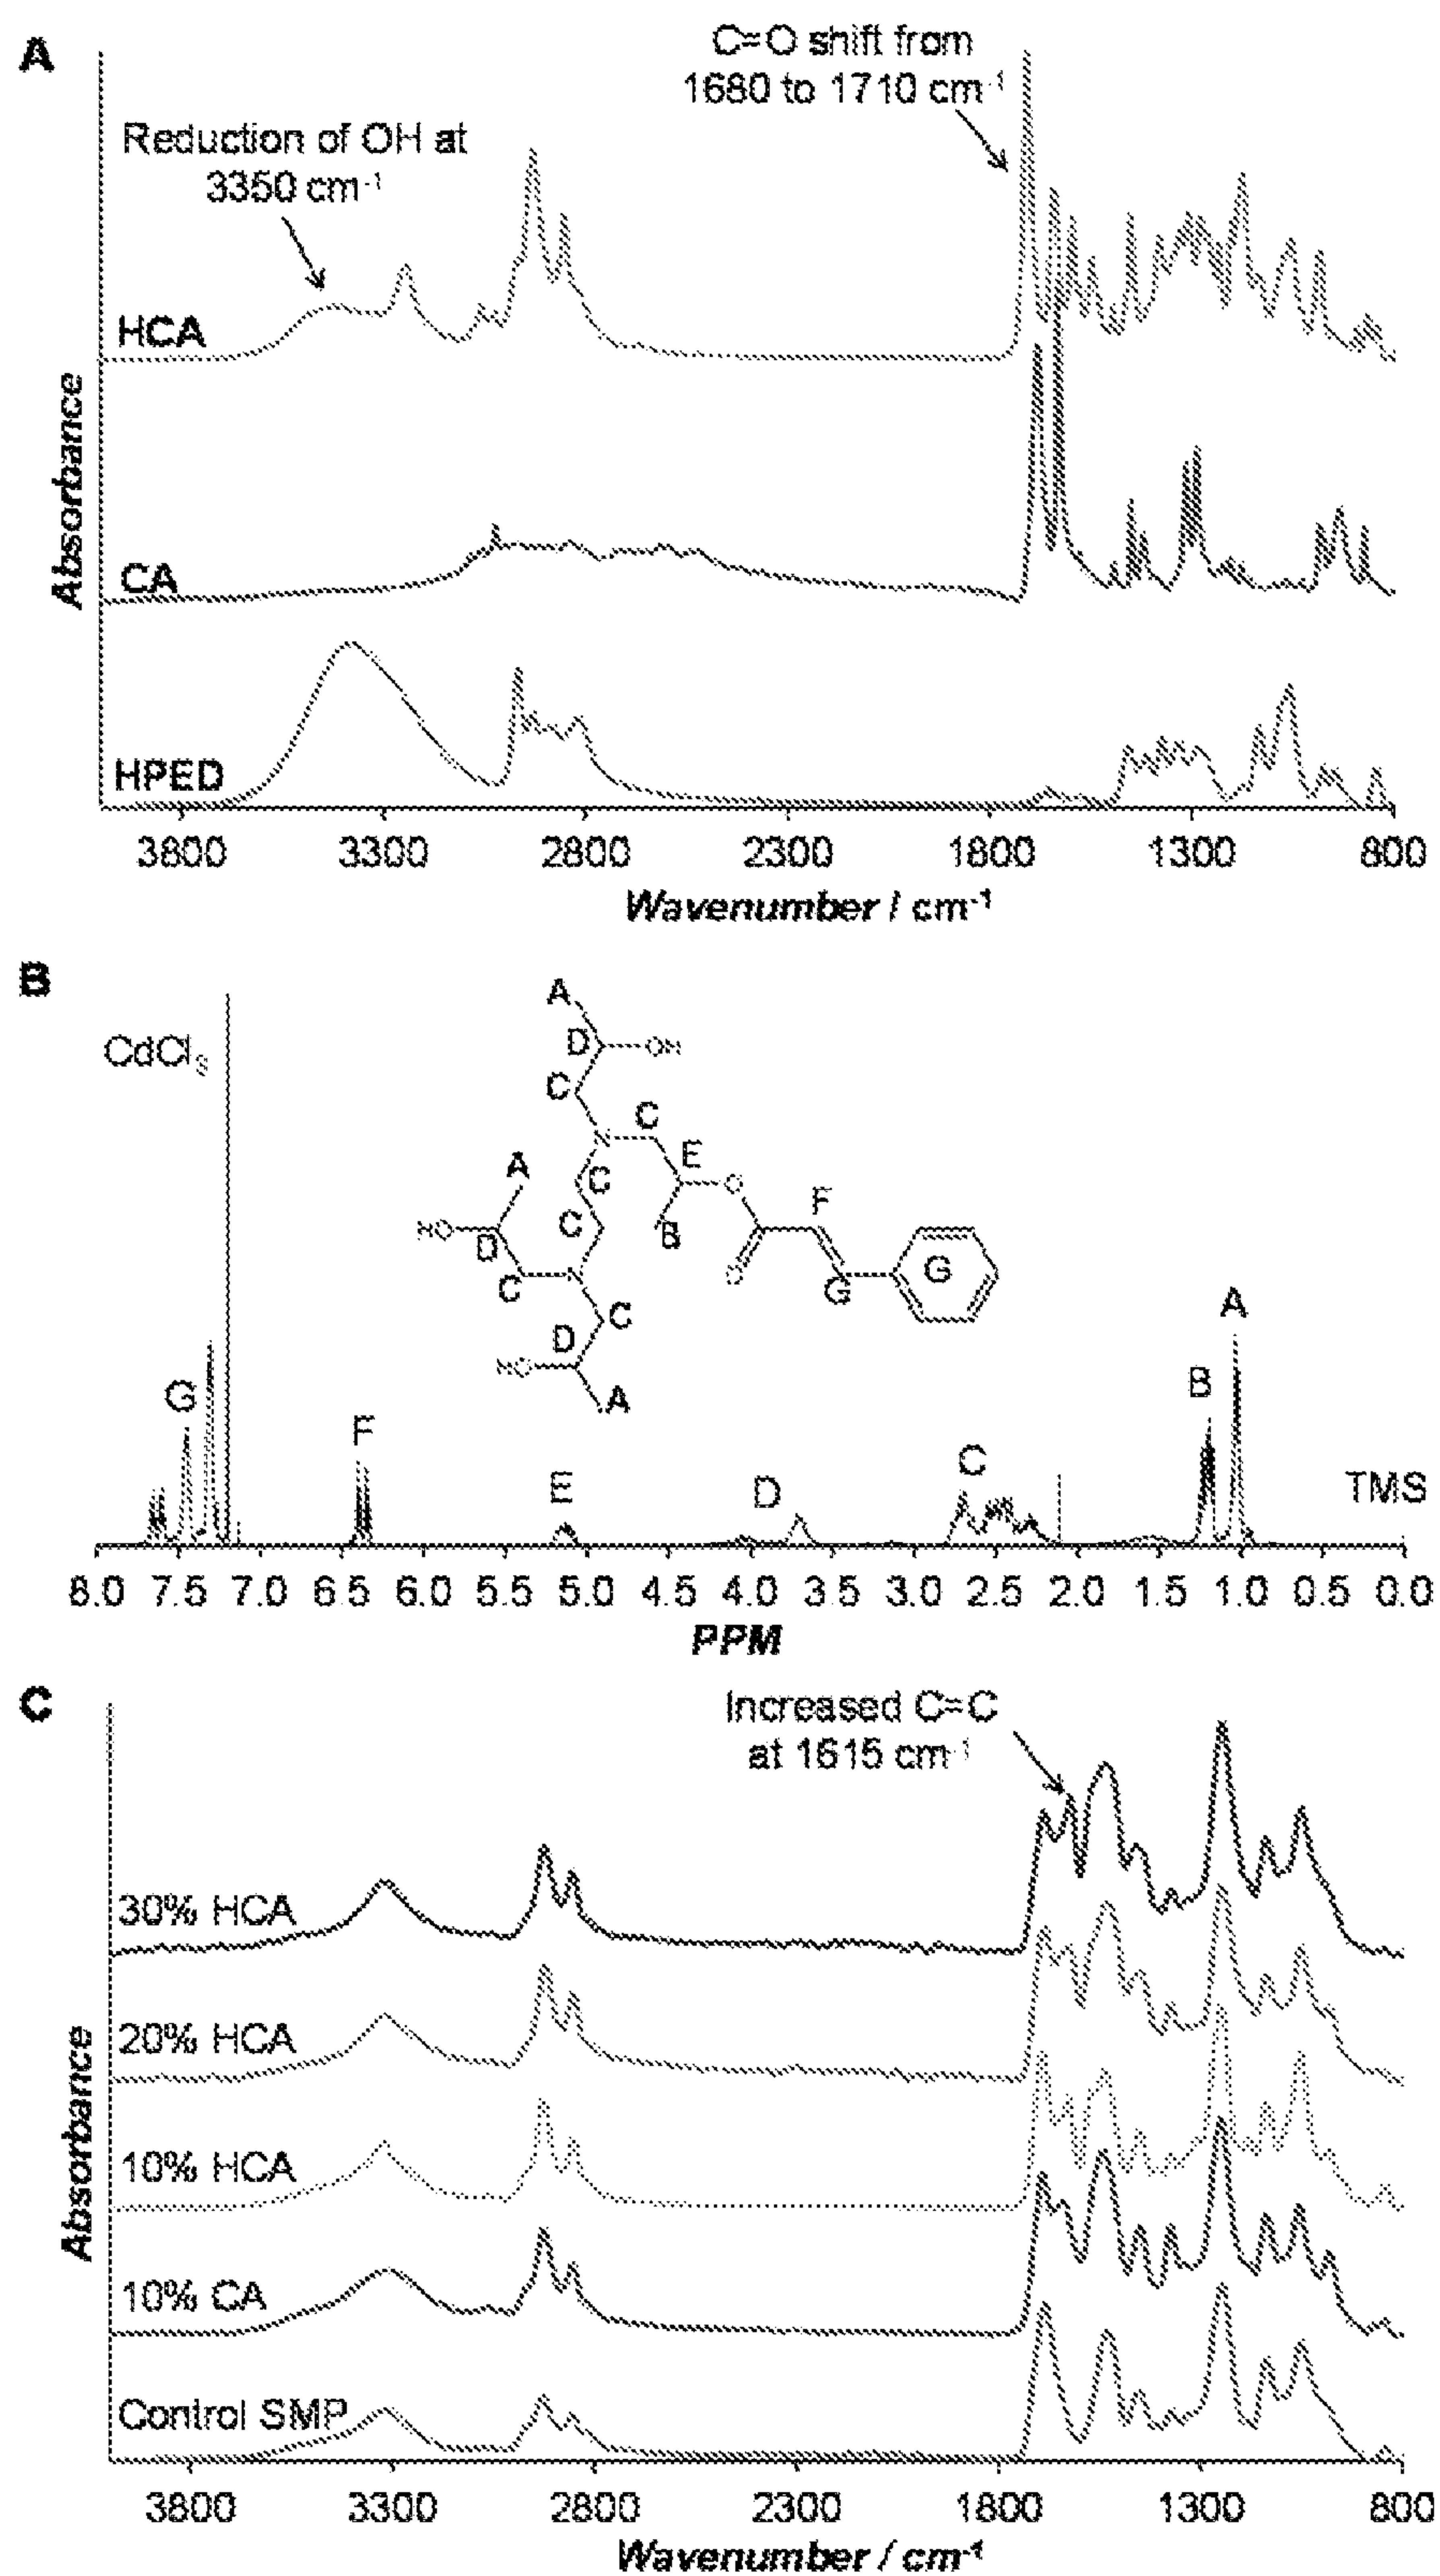 A
C=O shift from
1680 to 1710 cm⁻¹
Reduction of OH at
3350 cm⁻¹
HCA
CA
HPED
Absorbance
3800 3300 2800 2300 1800 1300 800
Wavenumber / cm⁻¹
B
CdCl₃
A
D OH
C
N C
E
A C O
C F
HO D B
C N O G G
C
D
HO
A
G
F
E
D
C
B
A
TMS
8.0 7.5 7.0 6.5 6.0 5.5 5.0 4.5 4.0 3.5 3.0 2.5 2.0 1.5 1.0 0.5 0.0
PPM
C
Increased C=C
at 1615 cm⁻¹
30% HCA
20% HCA
10% HCA
10% CA
Control SMP
Absorbance
3800 3300 2800 2300 1800 1300 800
Wavenumber / cm⁻¹